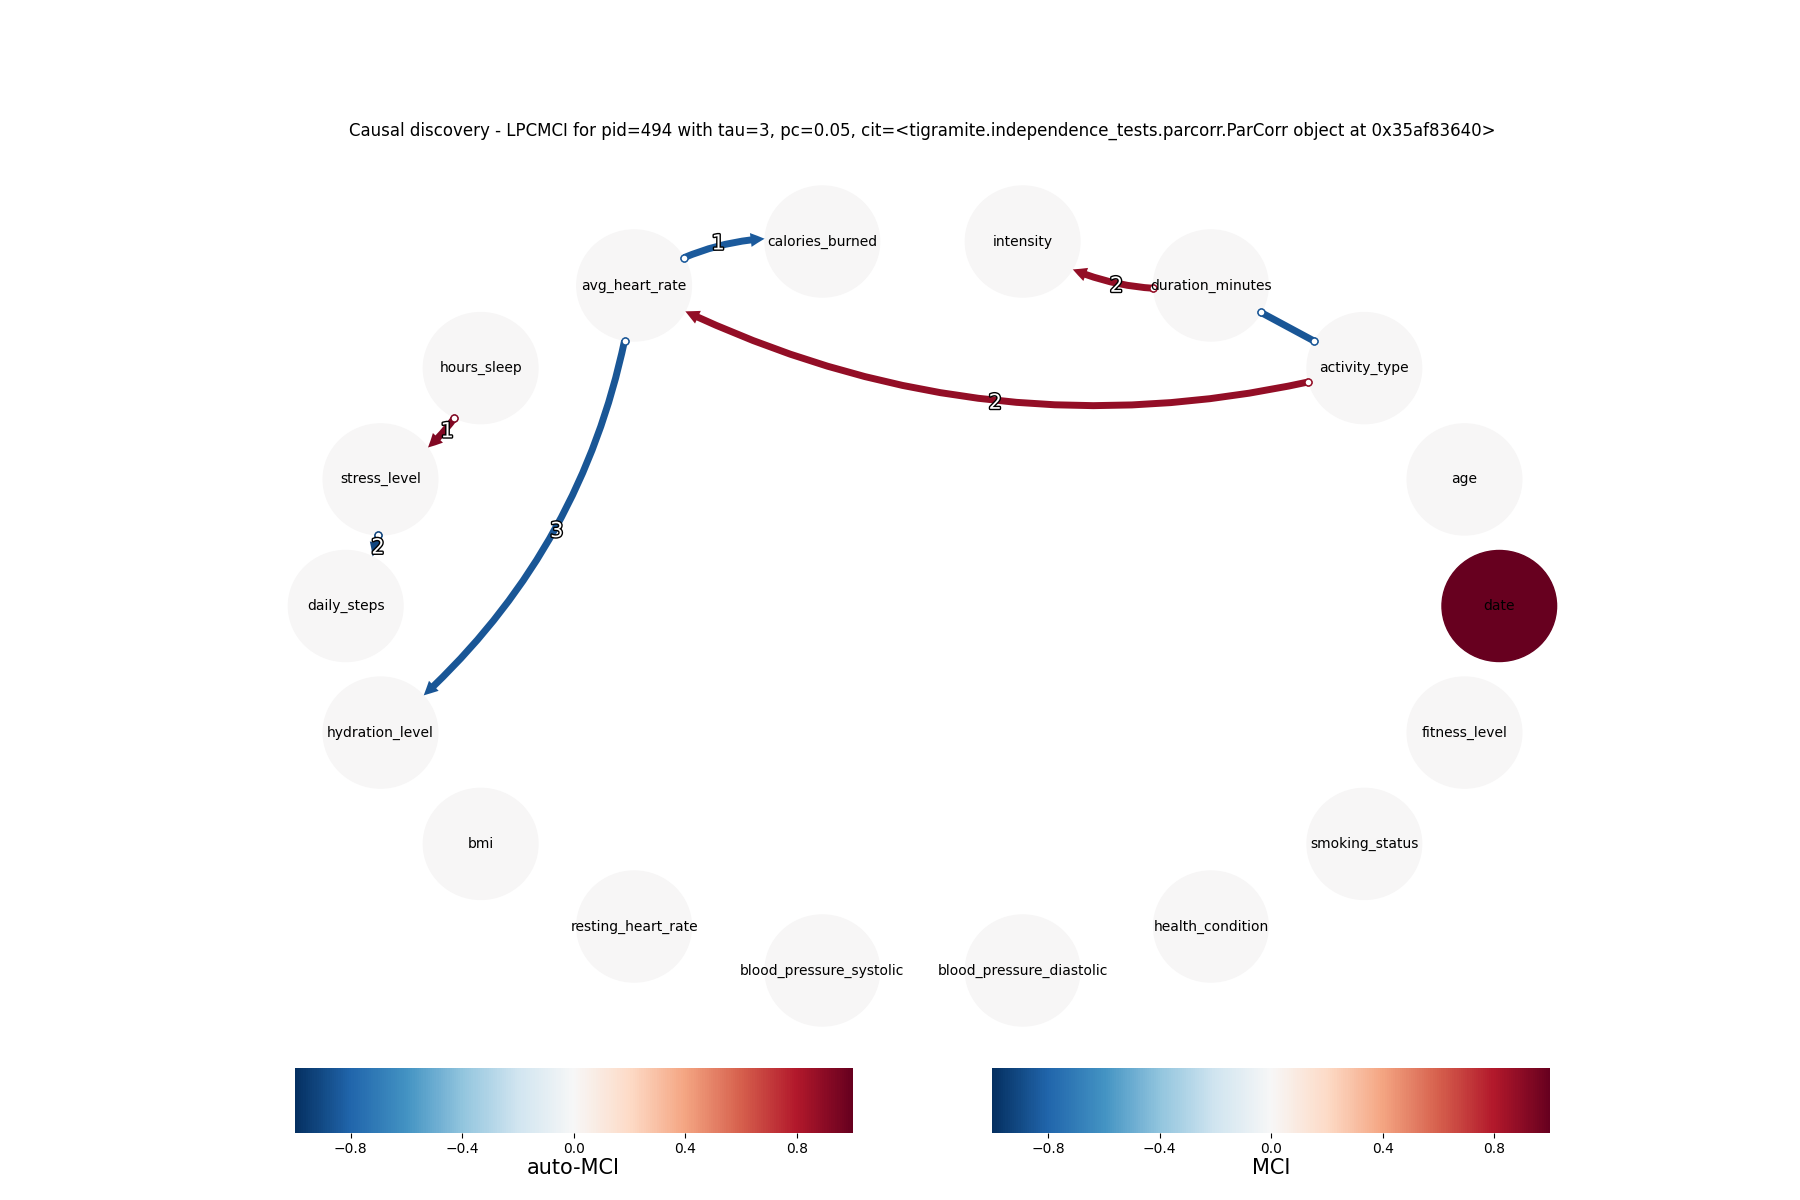 Causal discovery - LPCMCI for pid=494 with tau=3, pc=0.05, cit=<tigramite.independence_tests.parcorr.ParCorr object at 0x35af83640>
calories_burned
intensity
1
avg_heart_rate
2
duration_minutes
hours_sleep
activity_type
2
1
stress_level
age
3
2
daily_steps
date
hydration_level
fitness_level
bmi
smoking_status
resting_heart_rate
health_condition
blood_pressure_systolic
blood_pressure_diastolic
−0.8 −0.4 0.0 0.4 0.8
auto-MCI
−0.8 −0.4 0.0 0.4 0.8
MCI